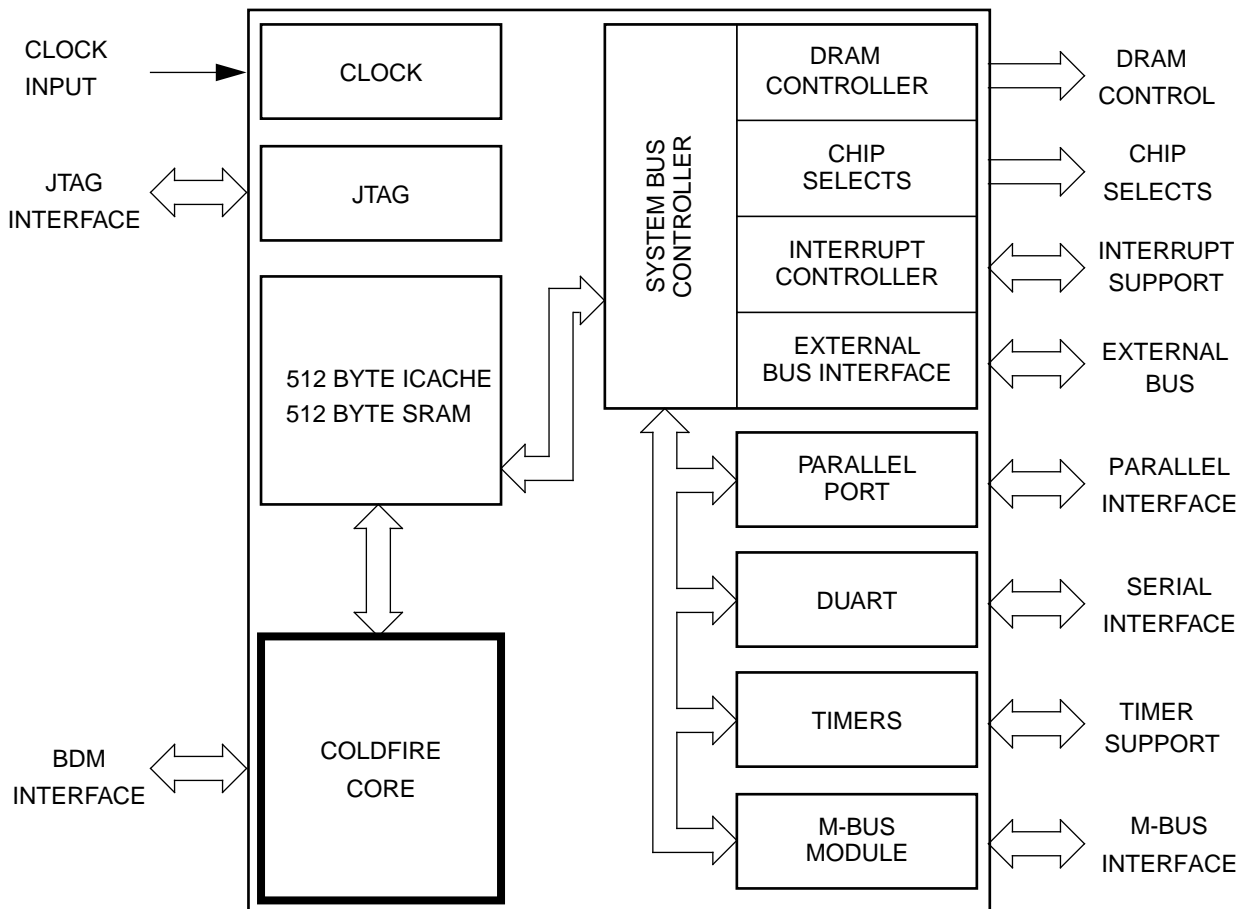 CLOCK
INPUT
CLOCK
JTAG
INTERFACE
JTAG
512 BYTE ICACHE
512 BYTE SRAM
BDM
INTERFACE
COLDFIRE
CORE
SYSTEM BUS
CONTROLLER
DRAM
CONTROLLER
DRAM
CONTROL
CHIP
SELECTS
CHIP
SELECTS
INTERRUPT
CONTROLLER
INTERRUPT
SUPPORT
EXTERNAL
BUS INTERFACE
EXTERNAL
BUS
PARALLEL
PORT
PARALLEL
INTERFACE
DUART
SERIAL
INTERFACE
TIMERS
TIMER
SUPPORT
M-BUS
MODULE
M-BUS
INTERFACE